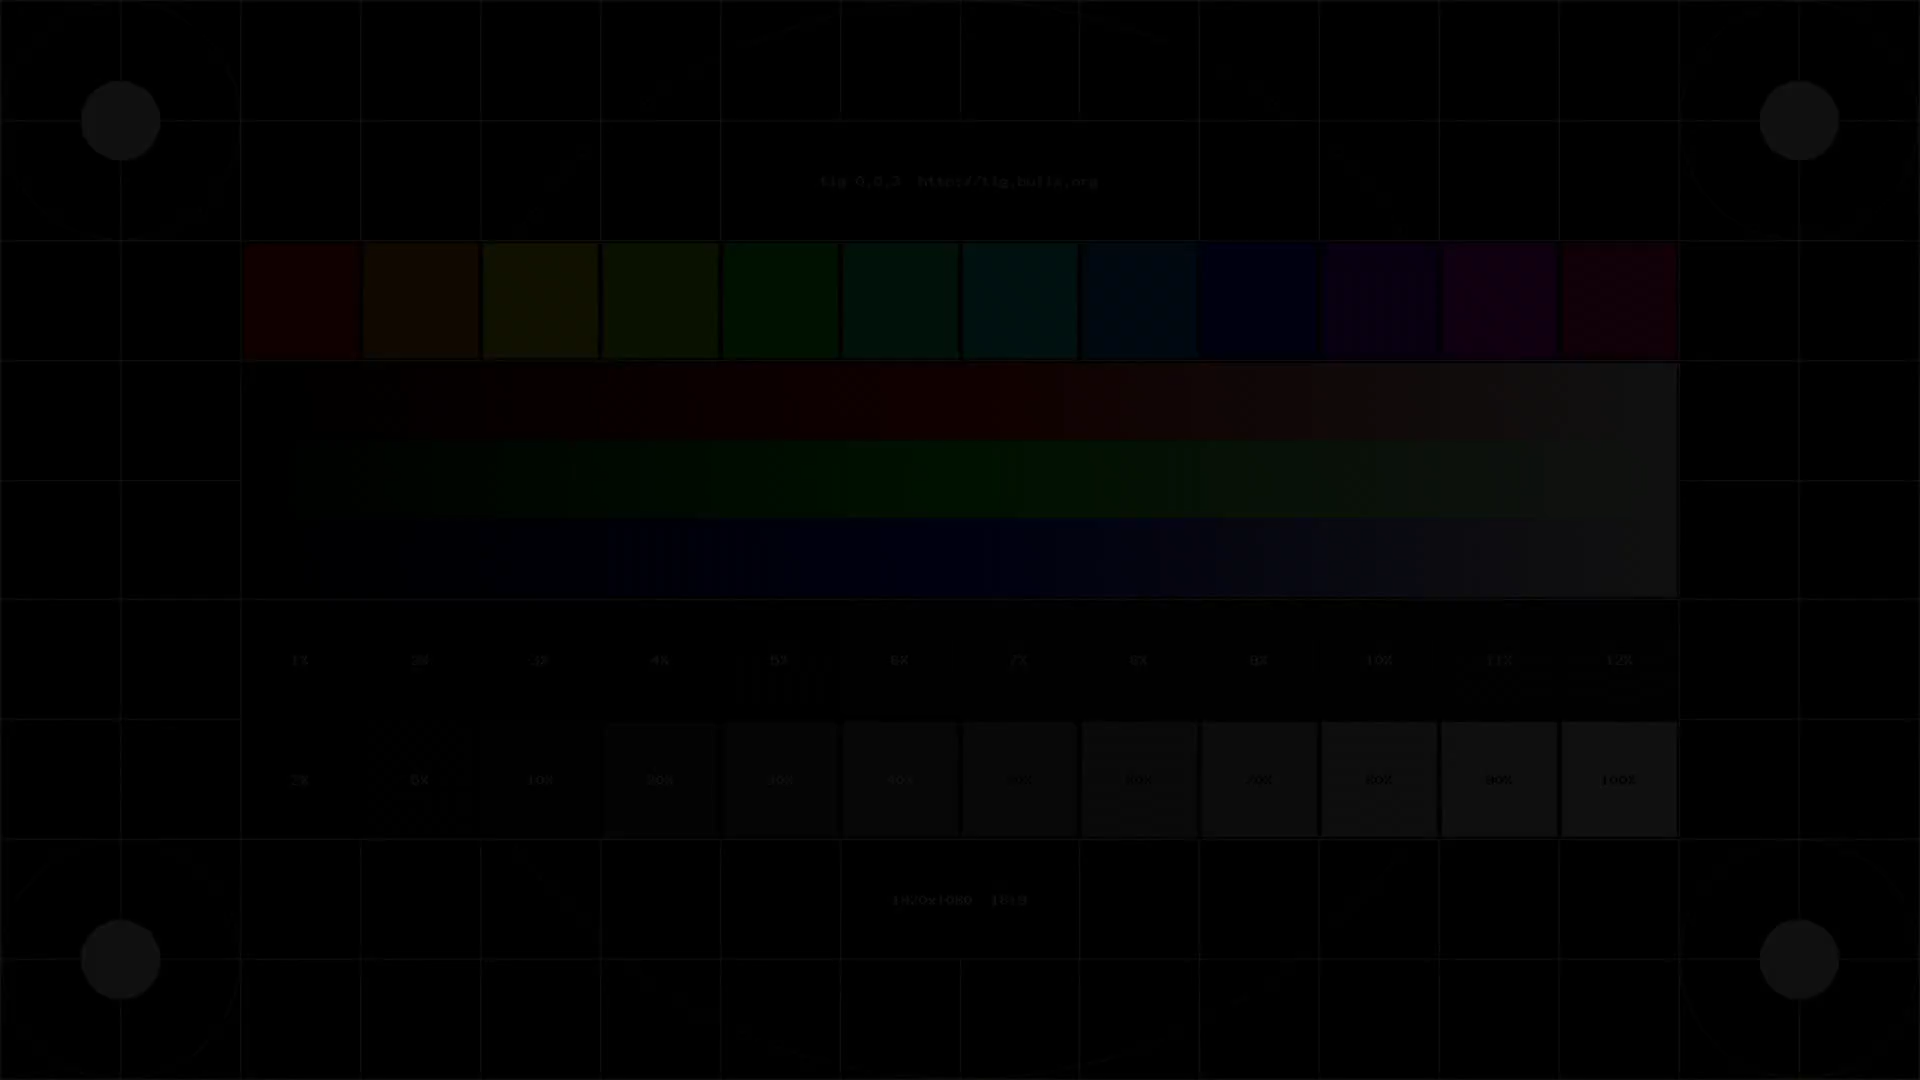 tig 0.0.3 http://tig.bulix.org
1% 2% 3% 4% 5% 6% 7% 8% 9% 10% 11% 12%
2% 5% 10% 20% 30% 40% 50% 60% 70% 80% 90% 100%
1920x1080 16:9